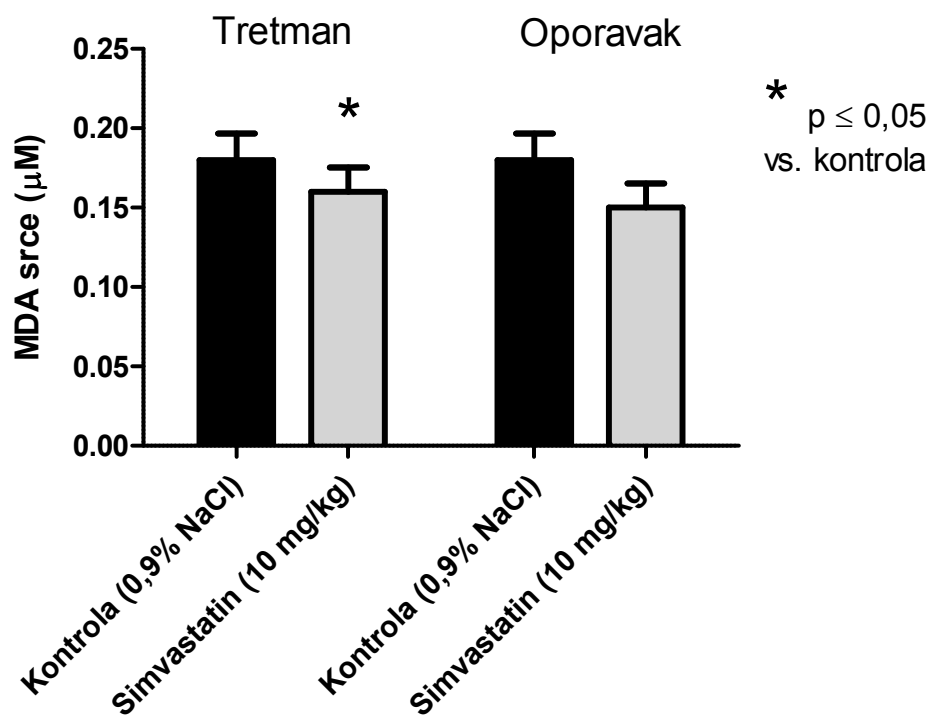 Tretman
Oporavak
0.25
0.20
0.15
0.10
0.05
0.00
MDA srce (μM)
*
* p ≤ 0,05
vs. kontrola
Kontrola (0,9% NaCl)
Simvastatin (10 mg/kg)
Kontrola (0,9% NaCl)
Simvastatin (10 mg/kg)